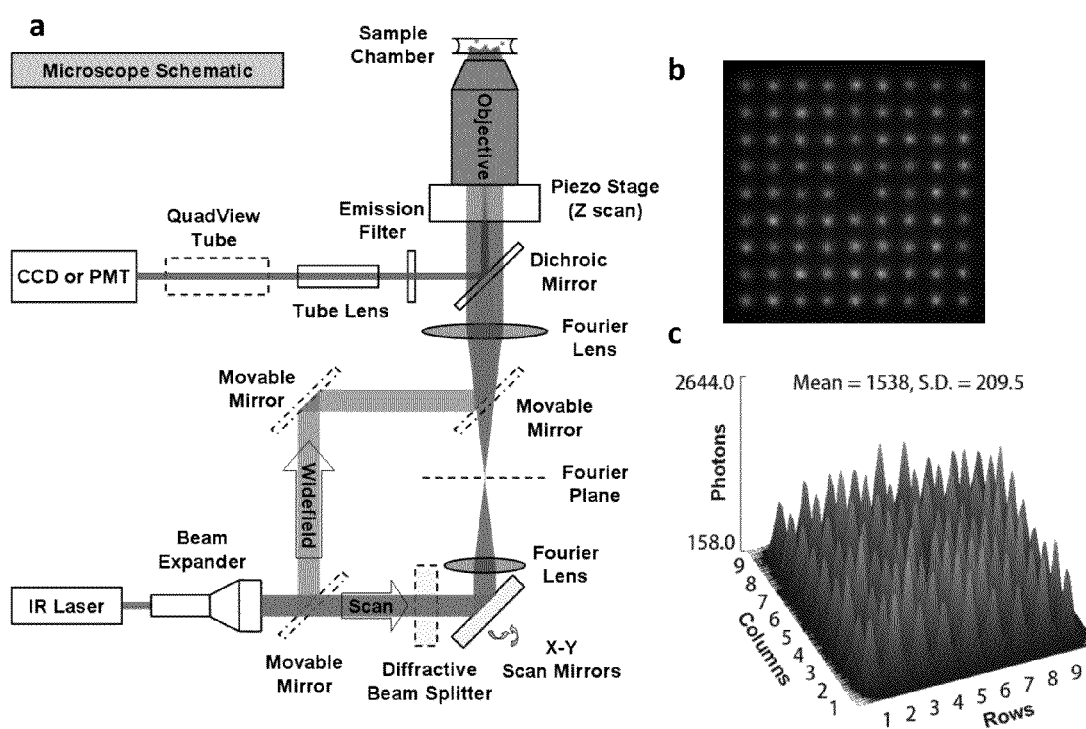 a
Microscope Schematic
Sample
Chamber
Objective
Piezo Stage
(Z scan)
Emission
Filter
QuadView
Tube
CCD or PMT
Tube Lens
Dichroic
Mirror
Fourier
Lens
Movable
Mirror
Movable
Mirror
Widefield
Fourier
Plane
Beam
Expander
Fourier
Lens
IR Laser
Scan
X-Y
Scan Mirrors
Movable
Mirror
Diffractive
Beam Splitter
b
c
2644.0
Mean = 1538, S.D. = 209.5
Photons
158.0
9
8
7
6
5
4
3
2
1
Columns
1 2 3 4 5 6 7 8 9
Rows